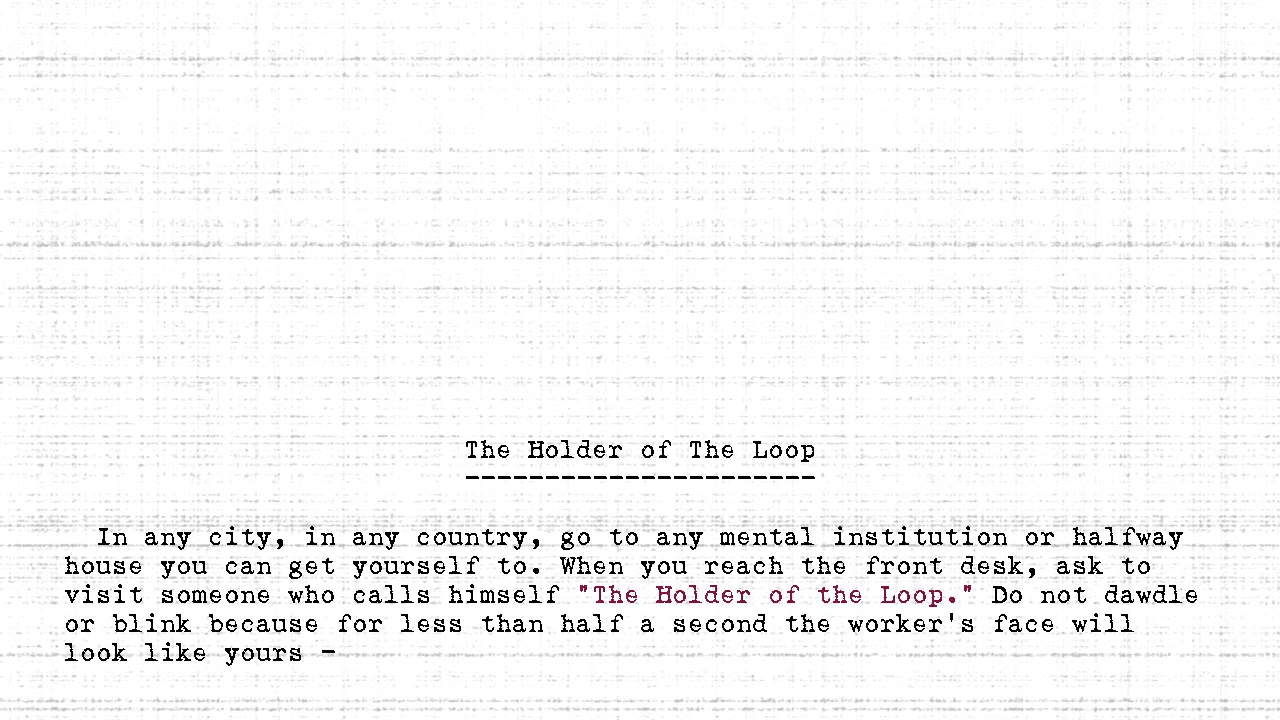 The Holder of The Loop
----------------------
In any city, in any country, go to any mental institution or halfway
house you can get yourself to. When you reach the front desk, ask to
visit someone who calls himself "The Holder of the Loop." Do not dawdle
or blink because for less than half a second the worker's face will
look like yours -